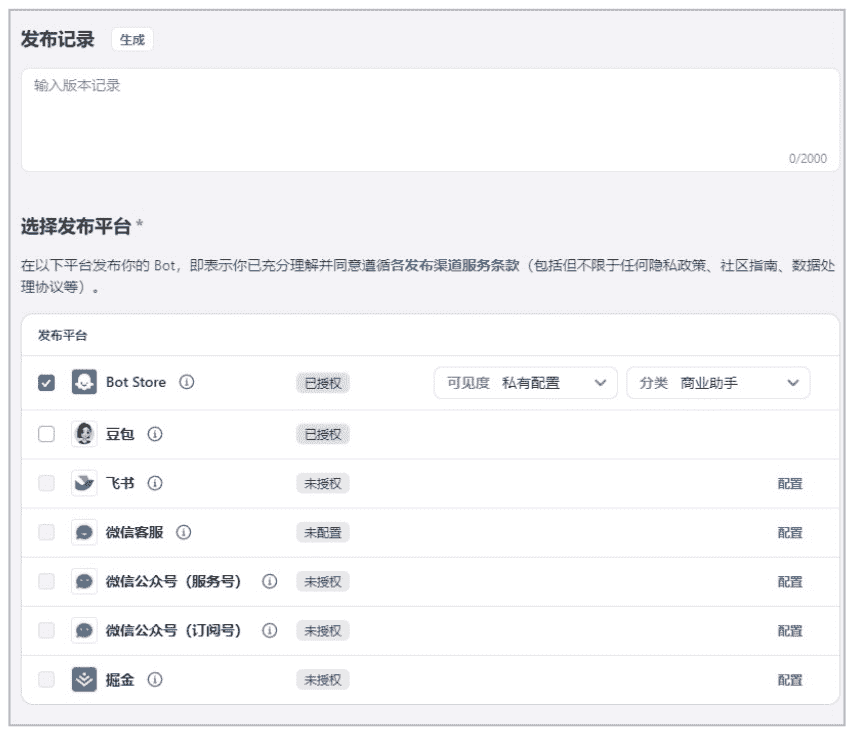 发布记录 生成
输入版本记录
0/2000
选择发布平台 *
在以下平台发布你的 Bot，即表示你已充分理解并同意遵循各发布渠道服务条款（包括但不限于任何隐私政策、社区指南、数据处
理协议等）。
发布平台
Bot Store 已授权 可见度 私有配置 分类 商业助手
豆包 已授权
飞书 未授权 配置
微信客服 未配置 配置
微信公众号（服务号） 未授权 配置
微信公众号（订阅号） 未授权 配置
掘金 未授权 配置